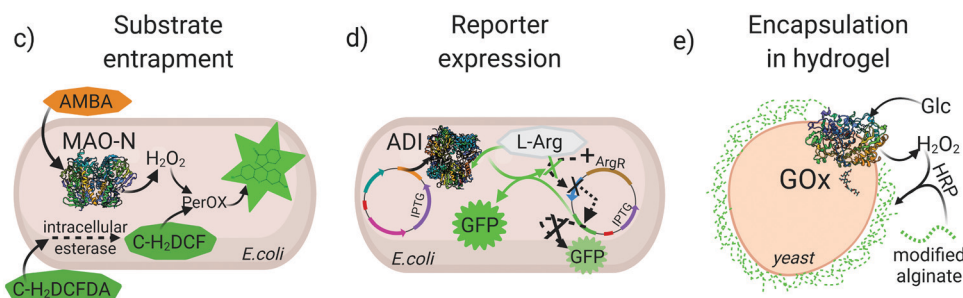 c) Substrate
entrapment
AMBA
MAO-N
H₂O₂
PerOX
intracellular
esterase
C-H₂DCF
E.coli
C-H₂DCFDA
d) Reporter
expression
ADI
L-Arg
+
ArgR
IPTG
IPTG
GFP
GFP
E.coli
e) Encapsulation
in hydrogel
Glc
H₂O₂
GOx
HRP
yeast
modified
alginate